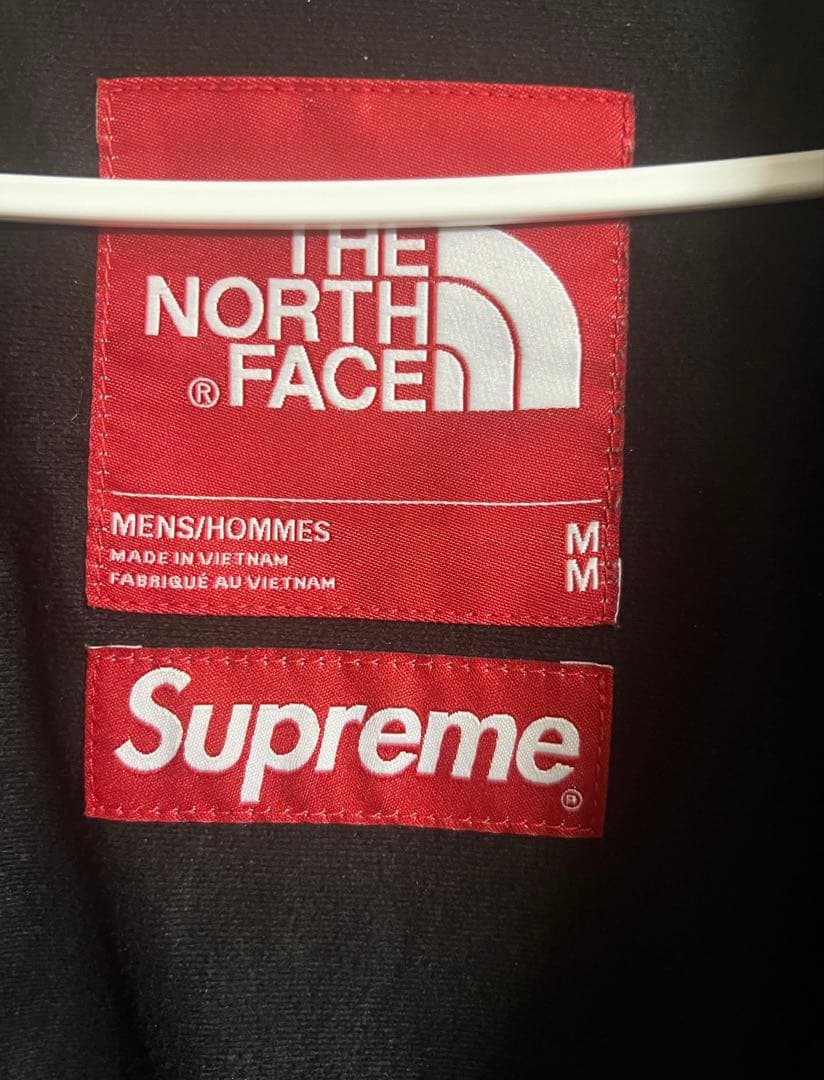 THE
NORTH
® FACE
MENS/HOMMES M
MADE IN VIETNAM
FABRIQUÉ AU VIETNAM M
Supreme
®